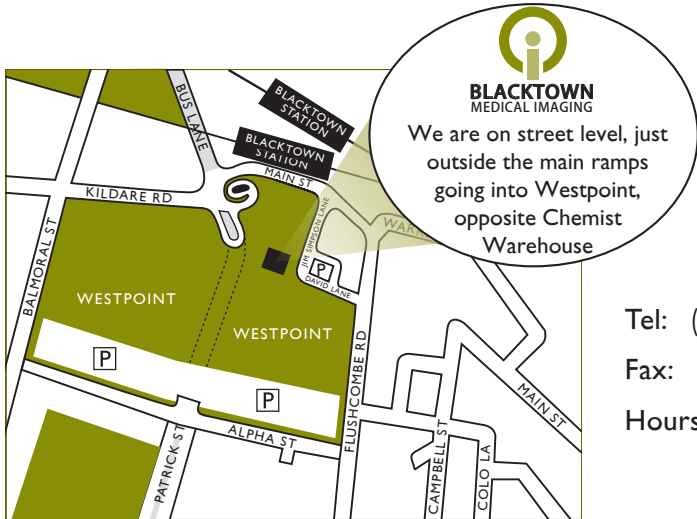 BLACKTOWN
MEDICAL IMAGING
We are on street level, just
outside the main ramps
going into Westpoint,
opposite Chemist
Warehouse
BUS LANE
BLACKTOWN
STATION
BLACKTOWN
STATION
MAIN ST
KILDARE RD
JIM SIMPSON LANE
P
DAVID LANE
BALMORAL ST
WESTPOINT
WESTPOINT
P
P
FLUSHCOMBE RD
MAIN ST
ALPHA ST
PATRICK ST
CAMPBELL ST
COLO LA
Tel: (
Fax:
Hours